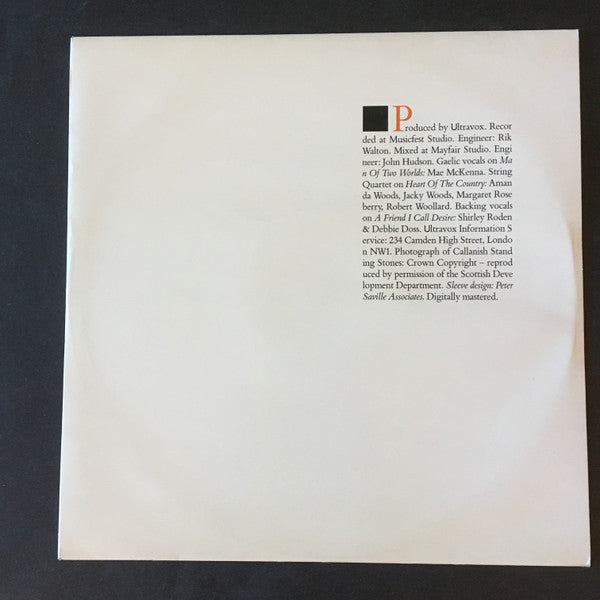 Produced by Ultravox. Recor
ded at Musicfest Studio. Engineer: Rik
Walton. Mixed at Mayfair Studio. Engi
neer: John Hudson. Gaelic vocals on Ma
n Of Two Worlds: Mae McKenna. String
Quartet on Heart Of The Country: Aman
da Woods, Jacky Woods, Margaret Rose
berry, Robert Woollard. Backing vocals
on A Friend I Call Desire: Shirley Roden
& Debbie Doss. Ultravox Information S
ervice: 234 Camden High Street, Londo
n NW1. Photograph of Callanish Stand
ing Stones: Crown Copyright – reprod
uced by permission of the Scottish Deve
lopment Department. Sleeve design: Peter
Saville Associates. Digitally mastered.